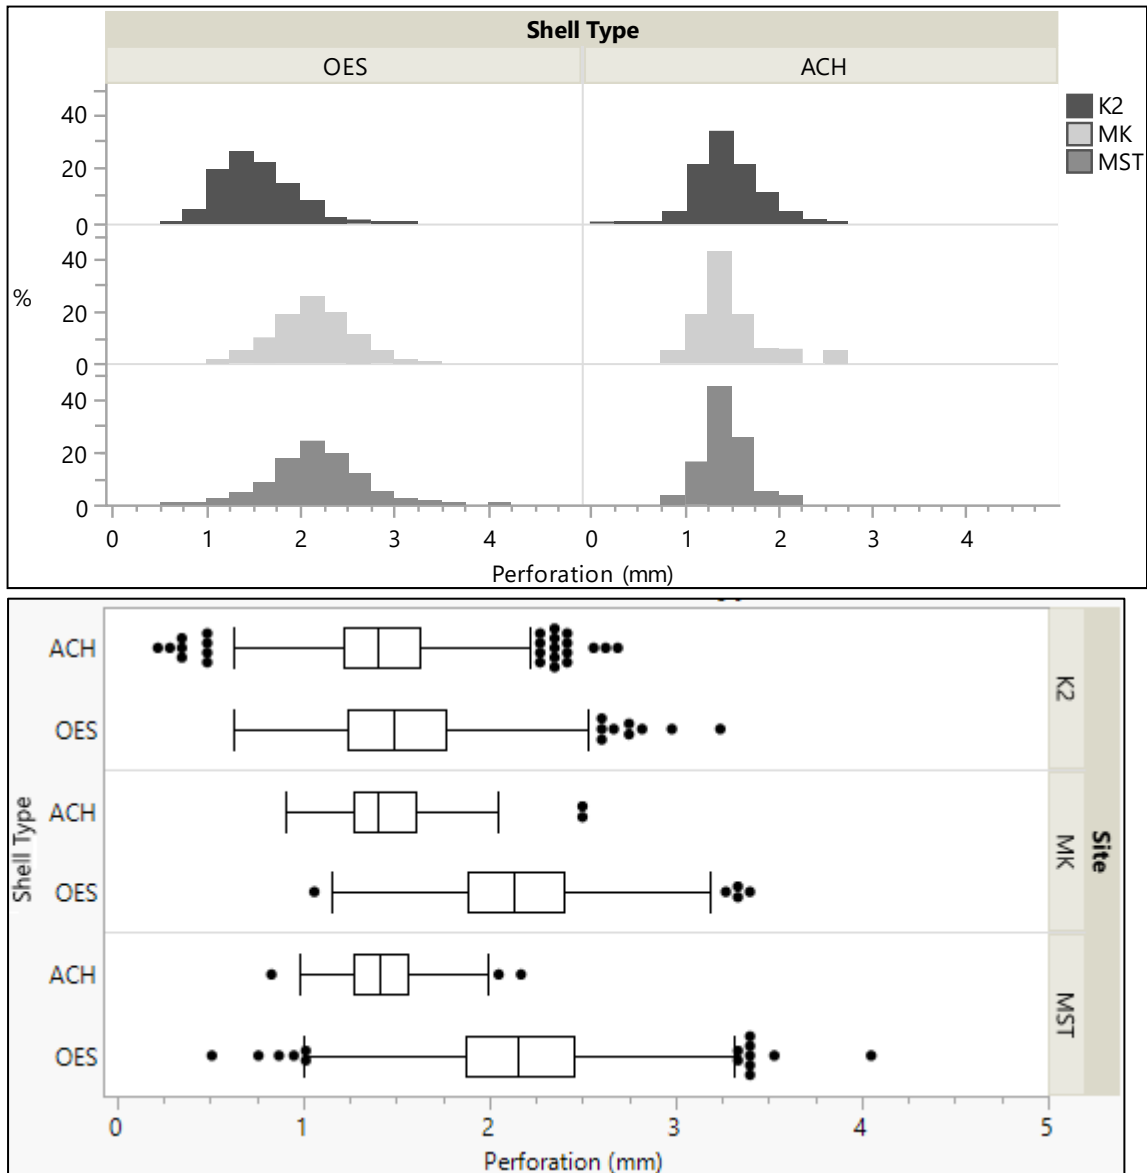 Shell Type
OES ACH
K2
MK
MST
40
20
0
40
20
0
40
20
0
%
0 1 2 3 4 0 1 2 3 4
Perforation (mm)
ACH
OES
K2
ACH
OES
MK
ACH
OES
MST
Shell Type
Site
0 1 2 3 4 5
Perforation (mm)